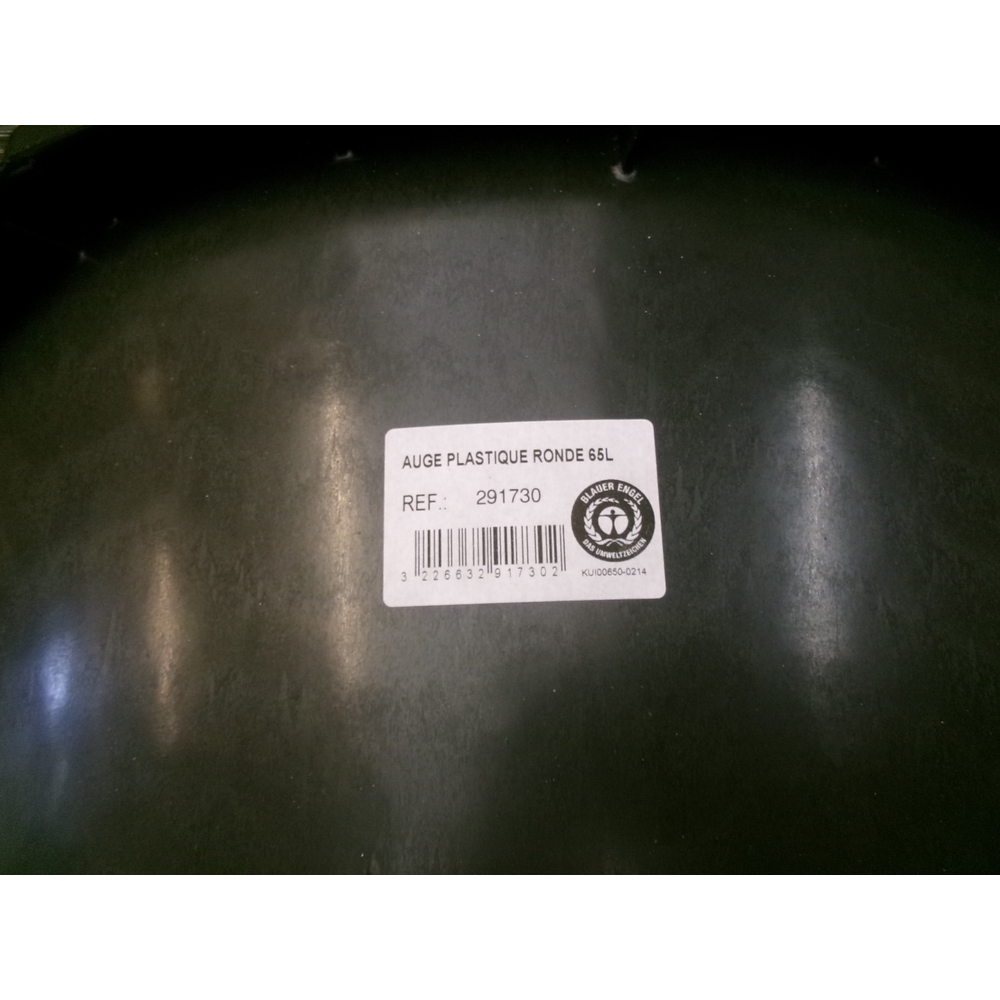 AUGE PLASTIQUE RONDE 65L
REF.: 291730
BLAUER ENGEL
DAS UMWELTZEICHEN
3 226632 917302
KUI00650-0214